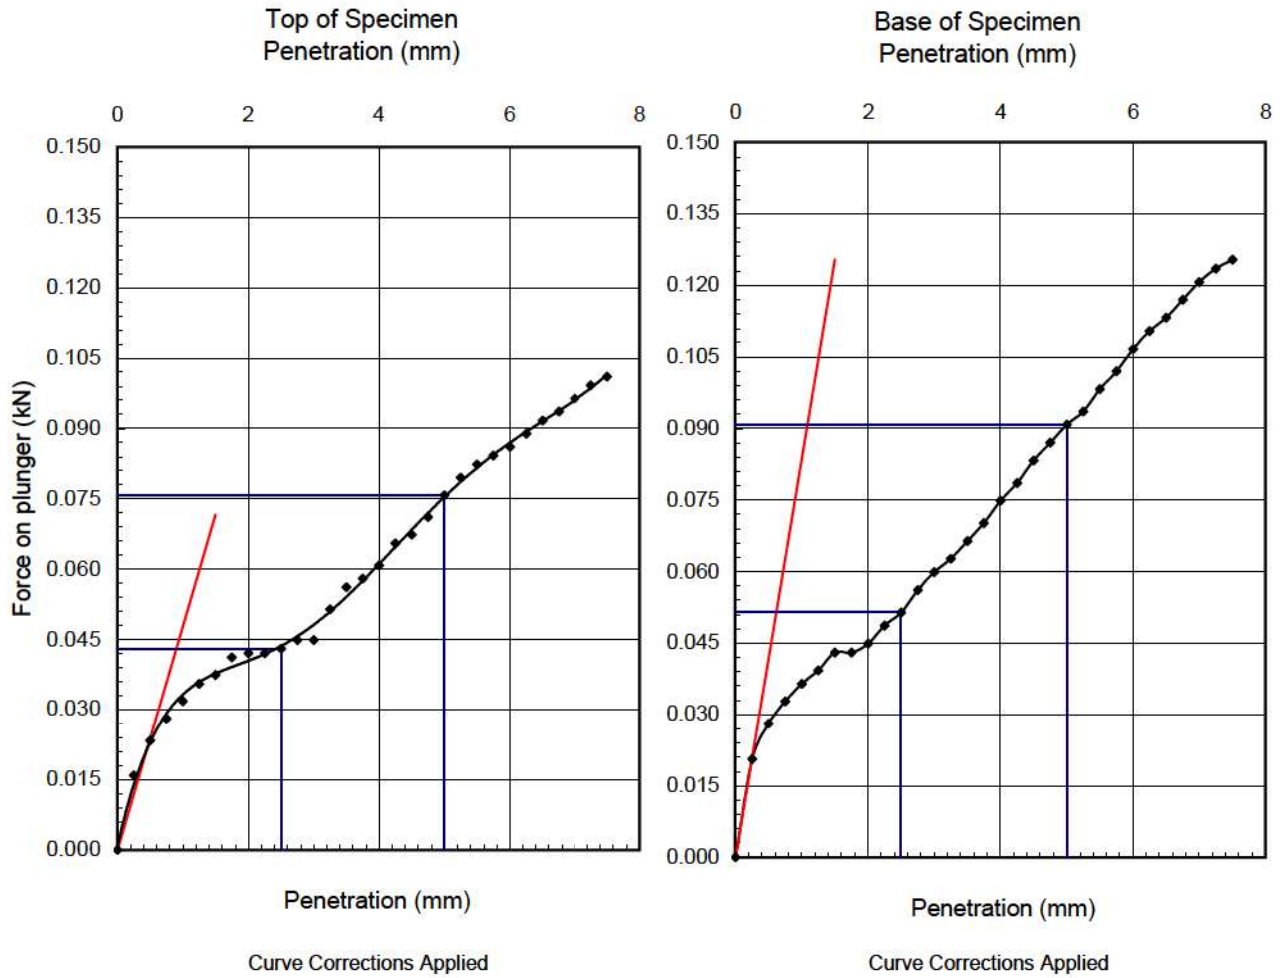 Top of Specimen
Penetration (mm)
0 2 4 6 8
0.150
0.135
0.120
0.105
0.090
0.075
0.060
0.045
0.030
0.015
0.000
Force on plunger (kN)
Penetration (mm)
Curve Corrections Applied
Base of Specimen
Penetration (mm)
0 2 4 6 8
0.150
0.135
0.120
0.105
0.090
0.075
0.060
0.045
0.030
0.015
0.000
Penetration (mm)
Curve Corrections Applied